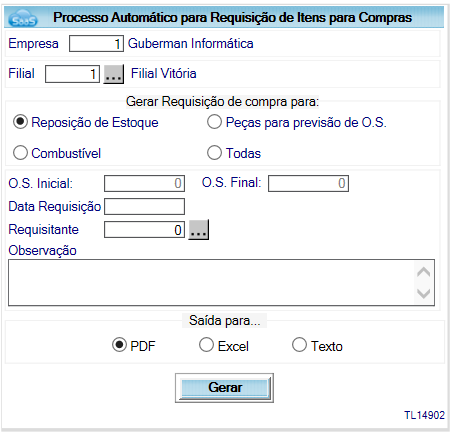 SaaS Processo Automático para Requisição de Itens para Compras
Empresa 1 Guberman Informática
Filial 1 ... Filial Vitória
Gerar Requisição de compra para:
Reposição de Estoque Peças para previsão de O.S.
Combustível Todas
O.S. Inicial: 0 O.S. Final: 0
Data Requisição
Requisitante 0 ...
Observação
Saída para...
PDF Excel Texto
Gerar
TL14902